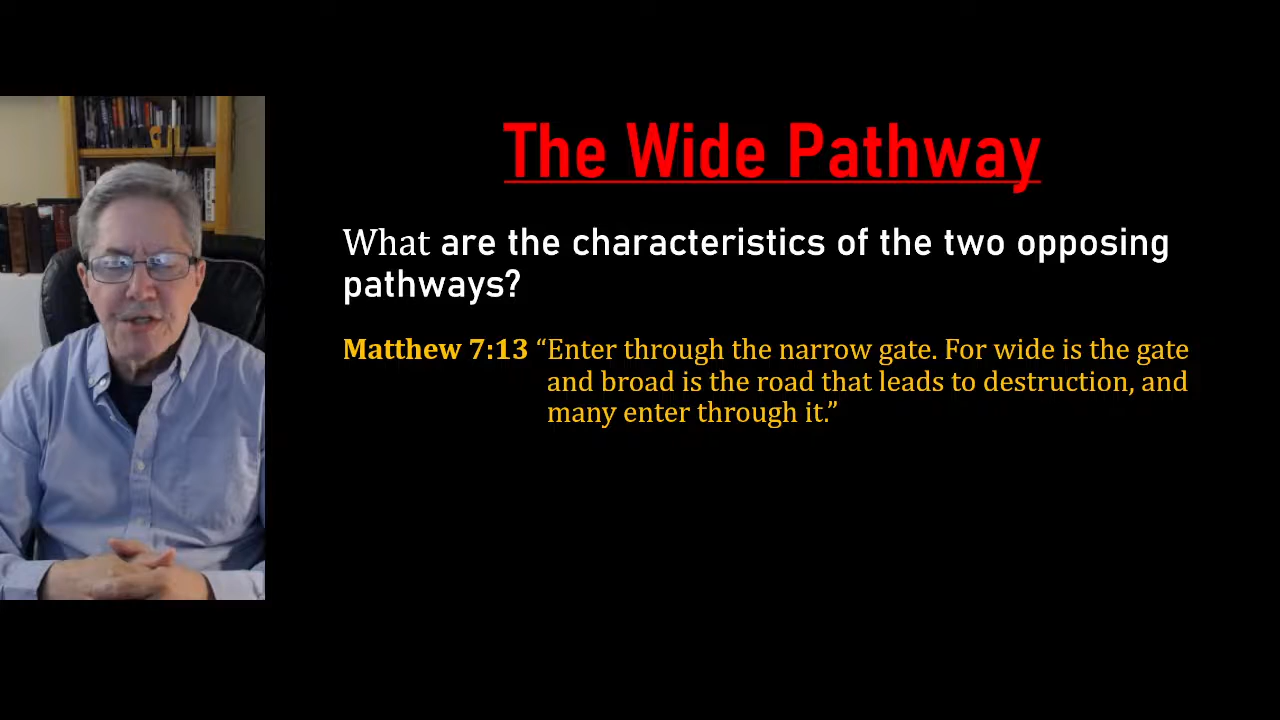 The Wide Pathway
What are the characteristics of the two opposing
pathways?
Matthew 7:13 “Enter through the narrow gate. For wide is the gate
and broad is the road that leads to destruction, and
many enter through it.”